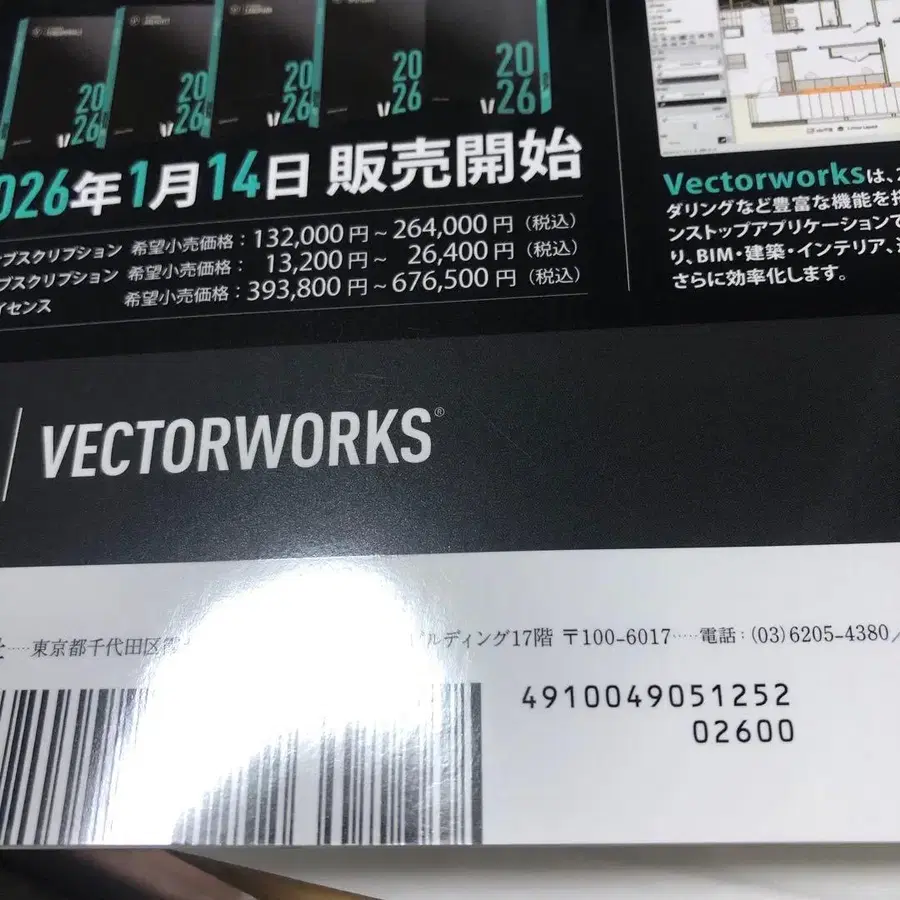 20
V26
20
V26
20
V26
20
V26
20
V26
026年1月14日 販売開始
ブスクリプション 希望小売価格：132,000円～264,000円（税込）
ブスクリプション 希望小売価格：13,200円～26,400円（税込）
イセンス 希望小売価格：393,800円～676,500円（税込）
Vectorworksは、
ダリングなど豊富な機能を
ンストップアプリケーションで
り、BIM・建築・インテリア、
さらに効率化します。
VECTORWORKS®
東京都千代田区 ビルディング17階 〒100-6017……電話：(03)6205-4380／
4910049051252
02600